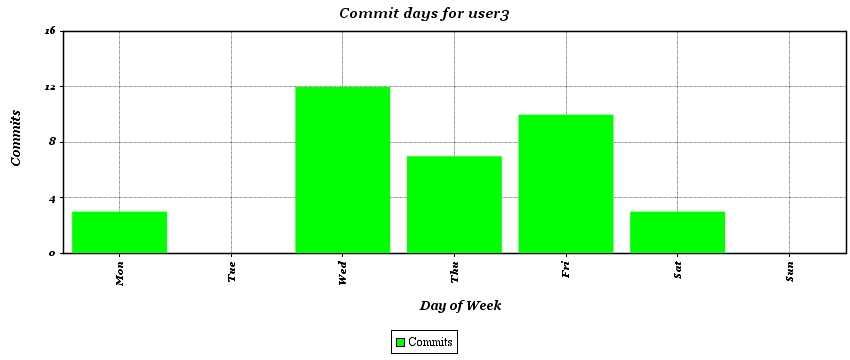 Commit days for user3
16
12
8
4
0
Commits
Mon
Tue
Wed
Thu
Fri
Sat
Sun
Day of Week
Commits